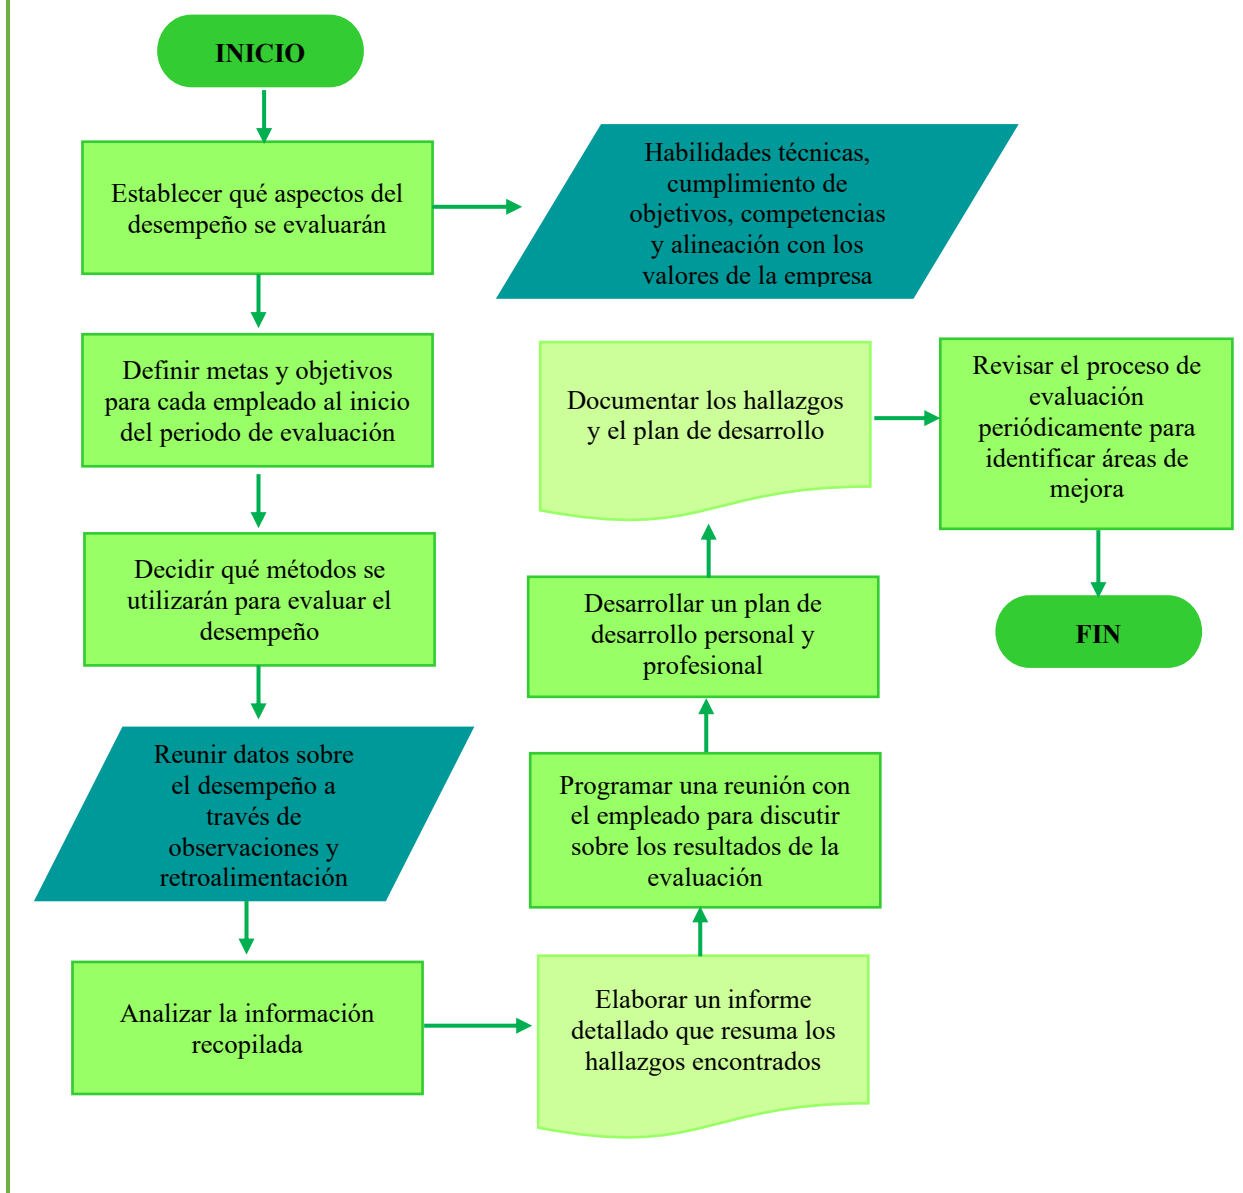 INICIO
Establecer qué aspectos del
desempeño se evaluarán
Habilidades técnicas,
cumplimiento de
objetivos, competencias
y alineación con los
valores de la empresa
Definir metas y objetivos
para cada empleado al inicio
del periodo de evaluación
Decidir qué métodos se
utilizarán para evaluar el
desempeño
Reunir datos sobre
el desempeño a
través de
observaciones y
retroalimentación
Analizar la información
recopilada
Elaborar un informe
detallado que resuma los
hallazgos encontrados
Programar una reunión con
el empleado para discutir
sobre los resultados de la
evaluación
Desarrollar un plan de
desarrollo personal y
profesional
Documentar los hallazgos
y el plan de desarrollo
Revisar el proceso de
evaluación
periódicamente para
identificar áreas de
mejora
FIN